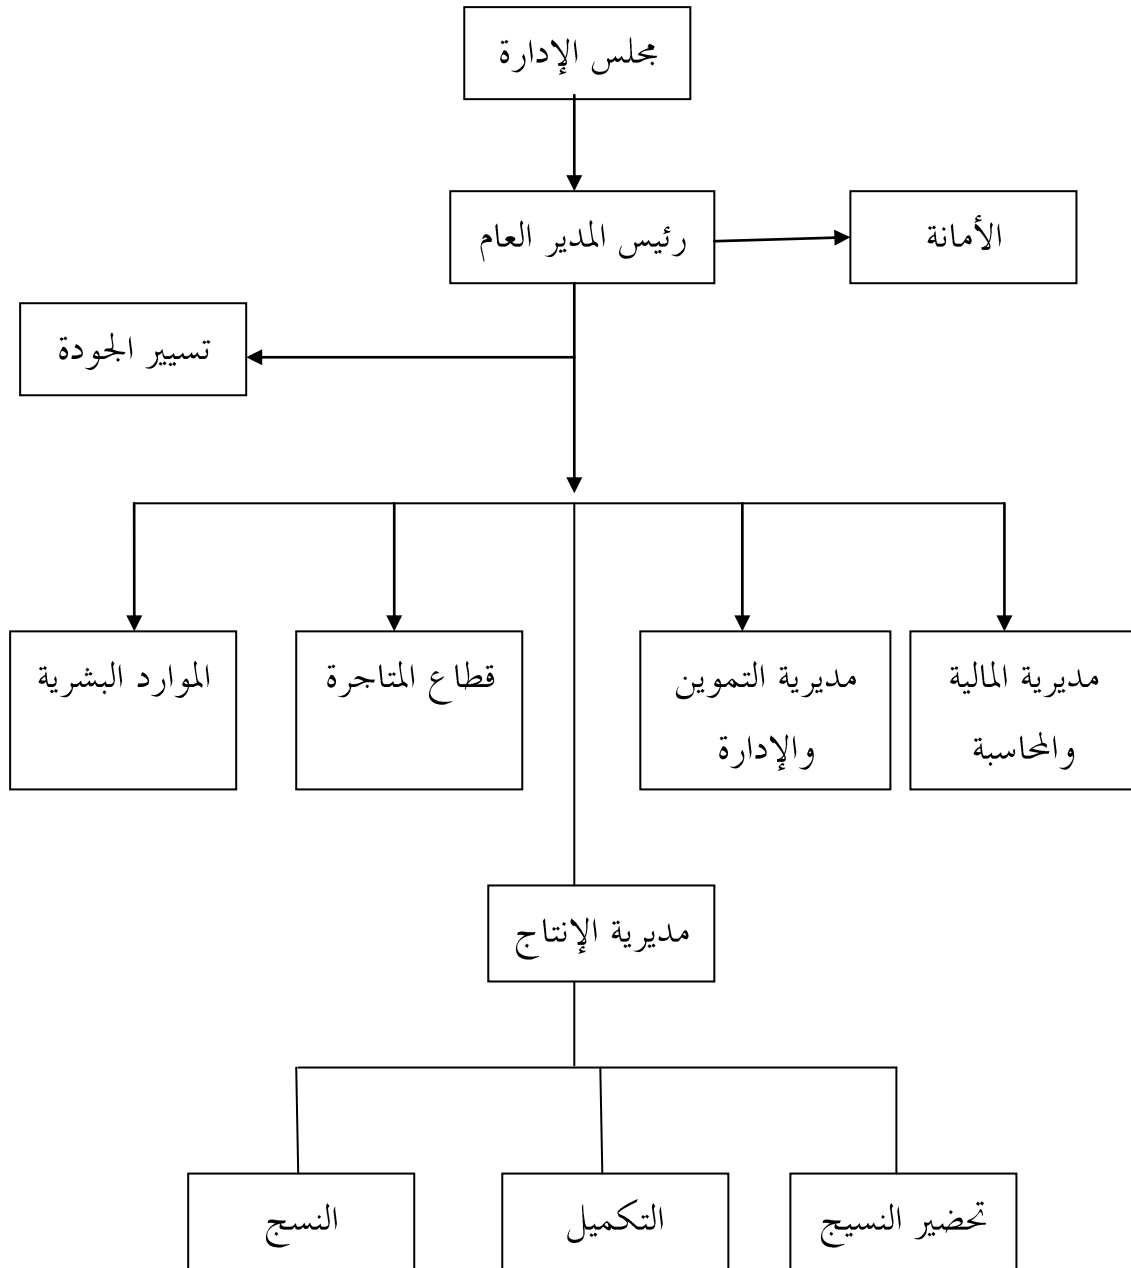 مجلس الإدارة
رئيس المدير العام
الأمانة
تسيير الجودة
مديرية المالية
والمحاسبة
مديرية التموين
والإدارة
قطاع المتاجرة
الموارد البشرية
مديرية الإنتاج
تحضير النسيج
التكميل
النسج